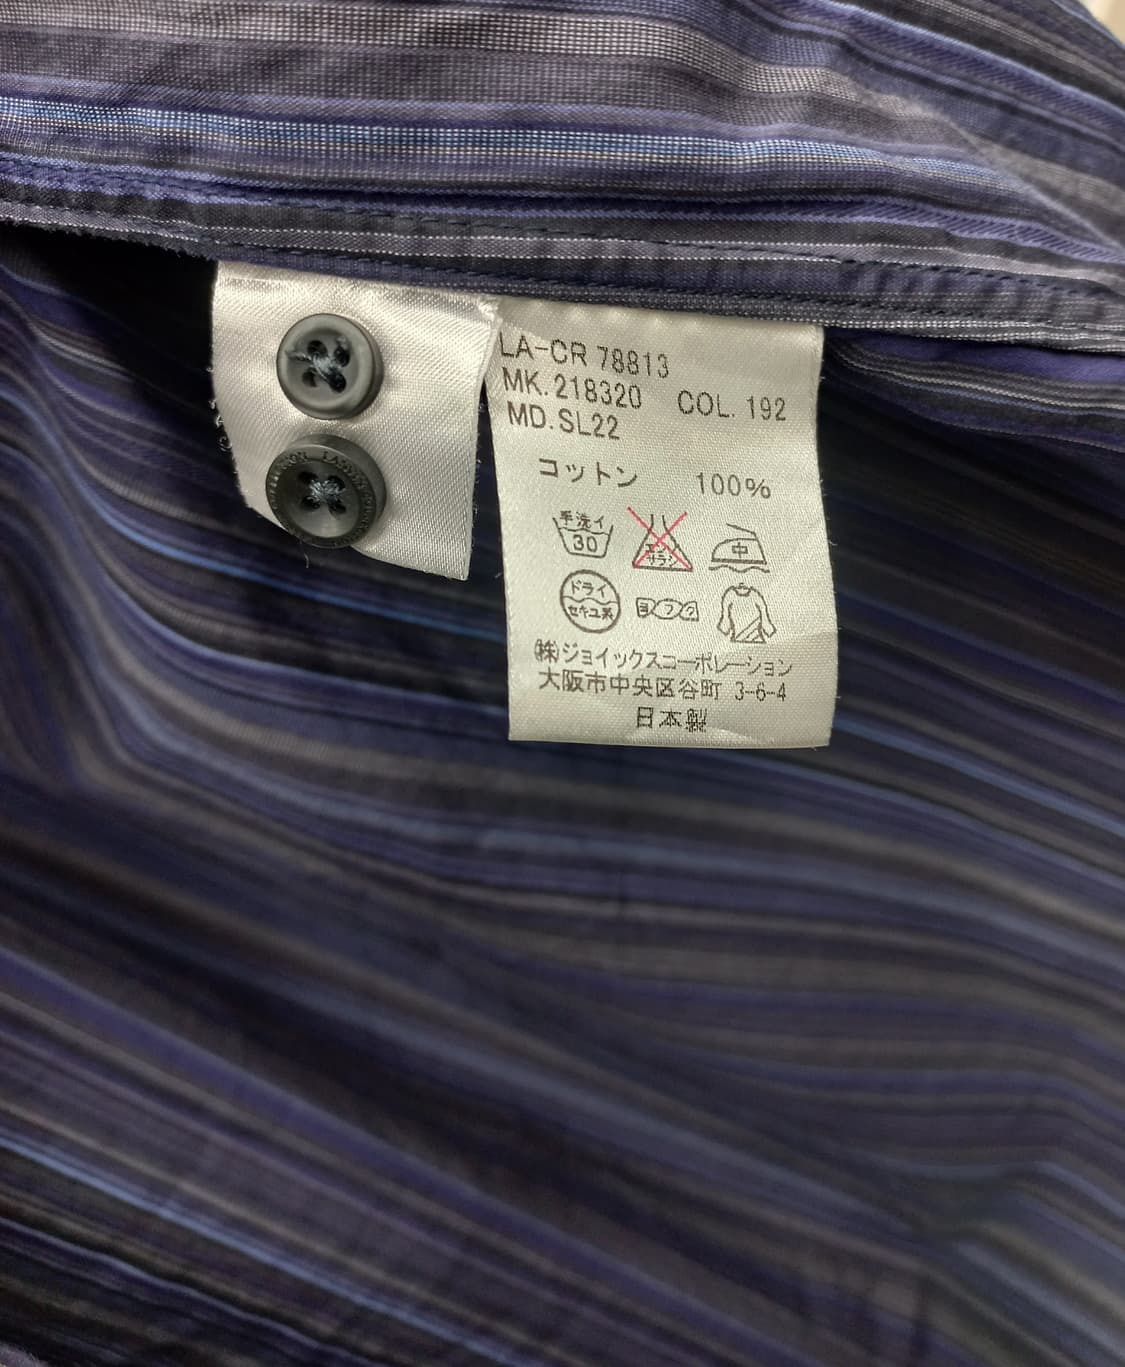 LA-CR 78813
MK.218320 COL. 192
MD.SL22
コットン 100%
手洗イ
30
エンソサラシ
中
ドライ
セキユ系
ヨワク
㈱ジョイックスコーポレーション
大阪市中央区谷町 3-6-4
日本製